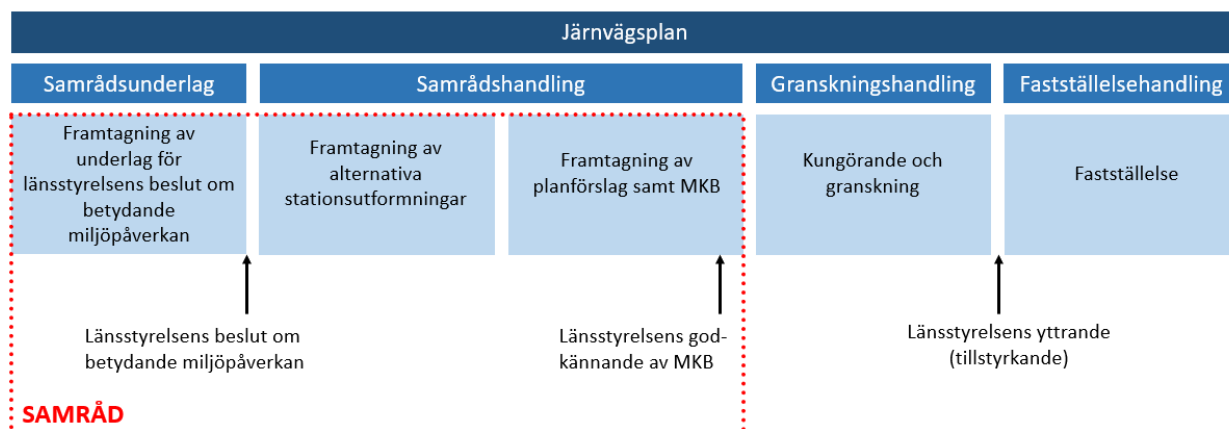 Järnvägsplan
Samrådsunderlag
Samrådshandling
Granskningshandling
Fastställelsehandling
Framtagning av
underlag för
länsstyrelsens beslut om
betydande
miljöpåverkan
Framtagning av
alternativa
stationsutformningar
Framtagning av
planförslag samt MKB
Kungörande och
granskning
Fastställelse
Länsstyrelsens beslut om
betydande miljöpåverkan
Länsstyrelsens god-
kännande av MKB
Länsstyrelsens yttrande
(tillstyrkande)
SAMRÅD